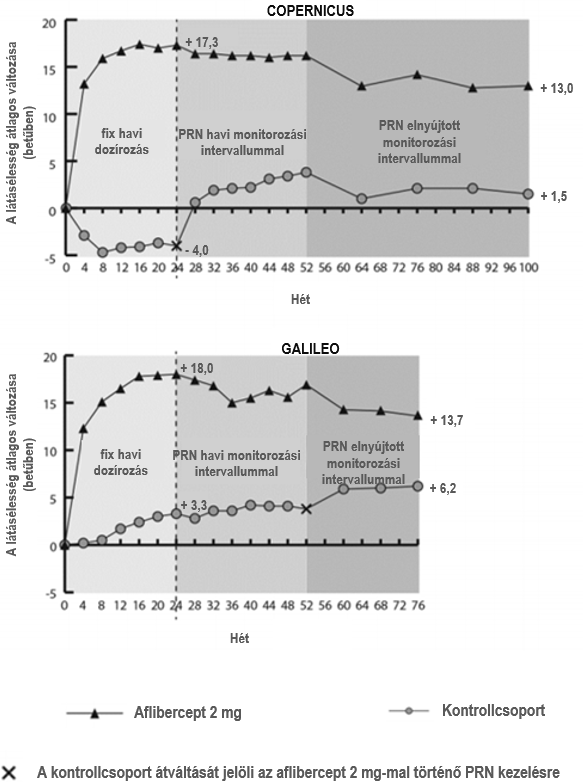 COPERNICUS
A látásélesség átlagos változása
(betűben)
20
15
10
5
0
-5
+ 17,3
+ 13,0
fix havi
dozírozás
PRN havi monitorozási
intervallummal
PRN elnyújtott
monitorozási
intervallummal
- 4,0
+ 1,5
0 4 8 12 16 20 24 28 32 36 40 44 48 52 56 60 64 68 72 76 80 84 88 92 96 100
Hét
GALILEO
A látásélesség átlagos változása
(betűben)
20
15
10
5
0
-5
+ 18,0
+ 13,7
fix havi
dozírozás
PRN havi monitorozási
intervallummal
PRN elnyújtott
monitorozási
intervallummal
+ 3,3
+ 6,2
0 4 8 12 16 20 24 28 32 36 40 44 48 52 56 60 64 68 72 76
Hét
Aflibercept 2 mg
Kontrollcsoport
A kontrollcsoport átváltását jelöli az aflibercept 2 mg-mal történő PRN kezelésre